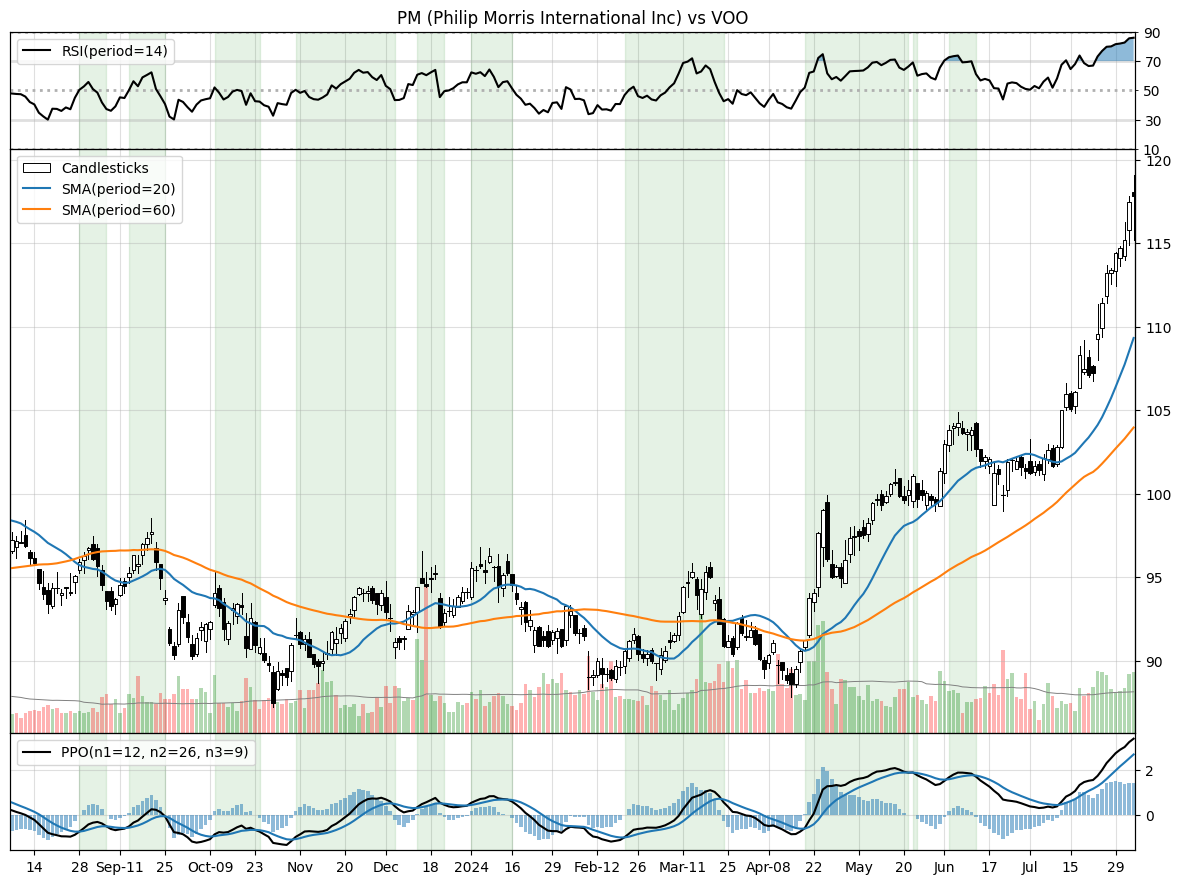 PM (Philip Morris International Inc) vs VOO
RSI(period=14)
90
70
50
30
10
Candlesticks
SMA(period=20)
SMA(period=60)
120
115
110
105
100
95
90
PPO(n1=12, n2=26, n3=9)
2
0
14 28 Sep-11 25 Oct-09 23 Nov 20 Dec 18 2024 16 29 Feb-12 26 Mar-11 25 Apr-08 22 May 20 Jun 17 Jul 15 29